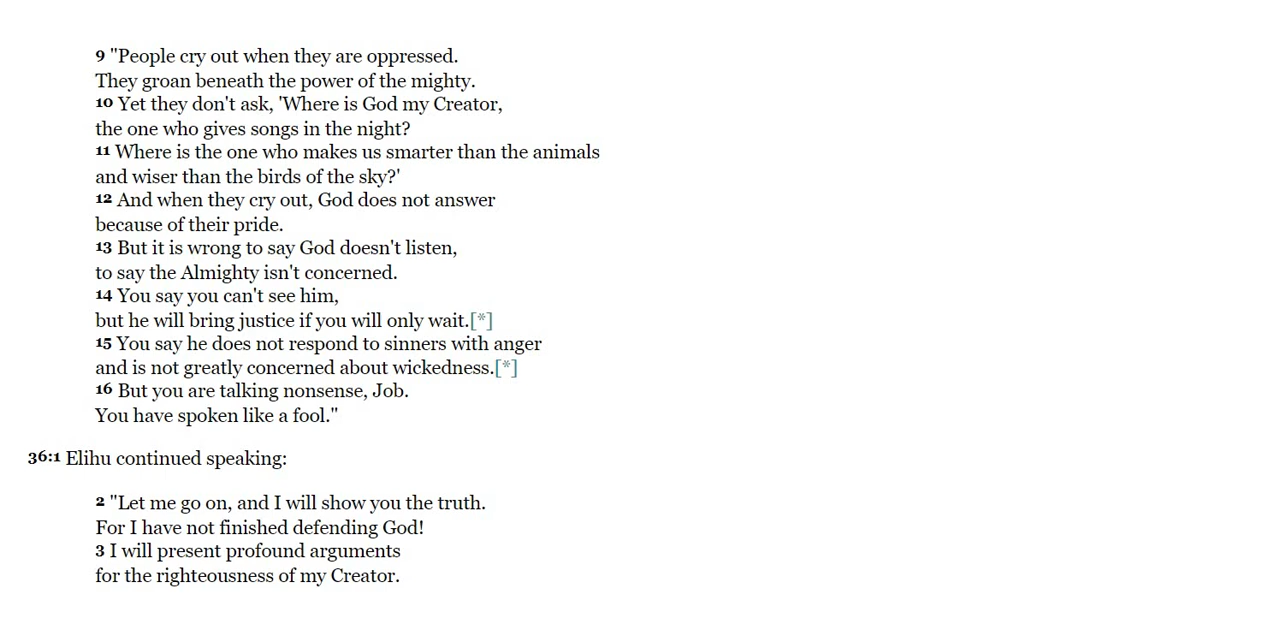 9 "People cry out when they are oppressed.
They groan beneath the power of the mighty.
10 Yet they don't ask, 'Where is God my Creator,
the one who gives songs in the night?
11 Where is the one who makes us smarter than the animals
and wiser than the birds of the sky?'
12 And when they cry out, God does not answer
because of their pride.
13 But it is wrong to say God doesn't listen,
to say the Almighty isn't concerned.
14 You say you can't see him,
but he will bring justice if you will only wait.[*]
15 You say he does not respond to sinners with anger
and is not greatly concerned about wickedness.[*]
16 But you are talking nonsense, Job.
You have spoken like a fool."
36:1 Elihu continued speaking:
2 "Let me go on, and I will show you the truth.
For I have not finished defending God!
3 I will present profound arguments
for the righteousness of my Creator.